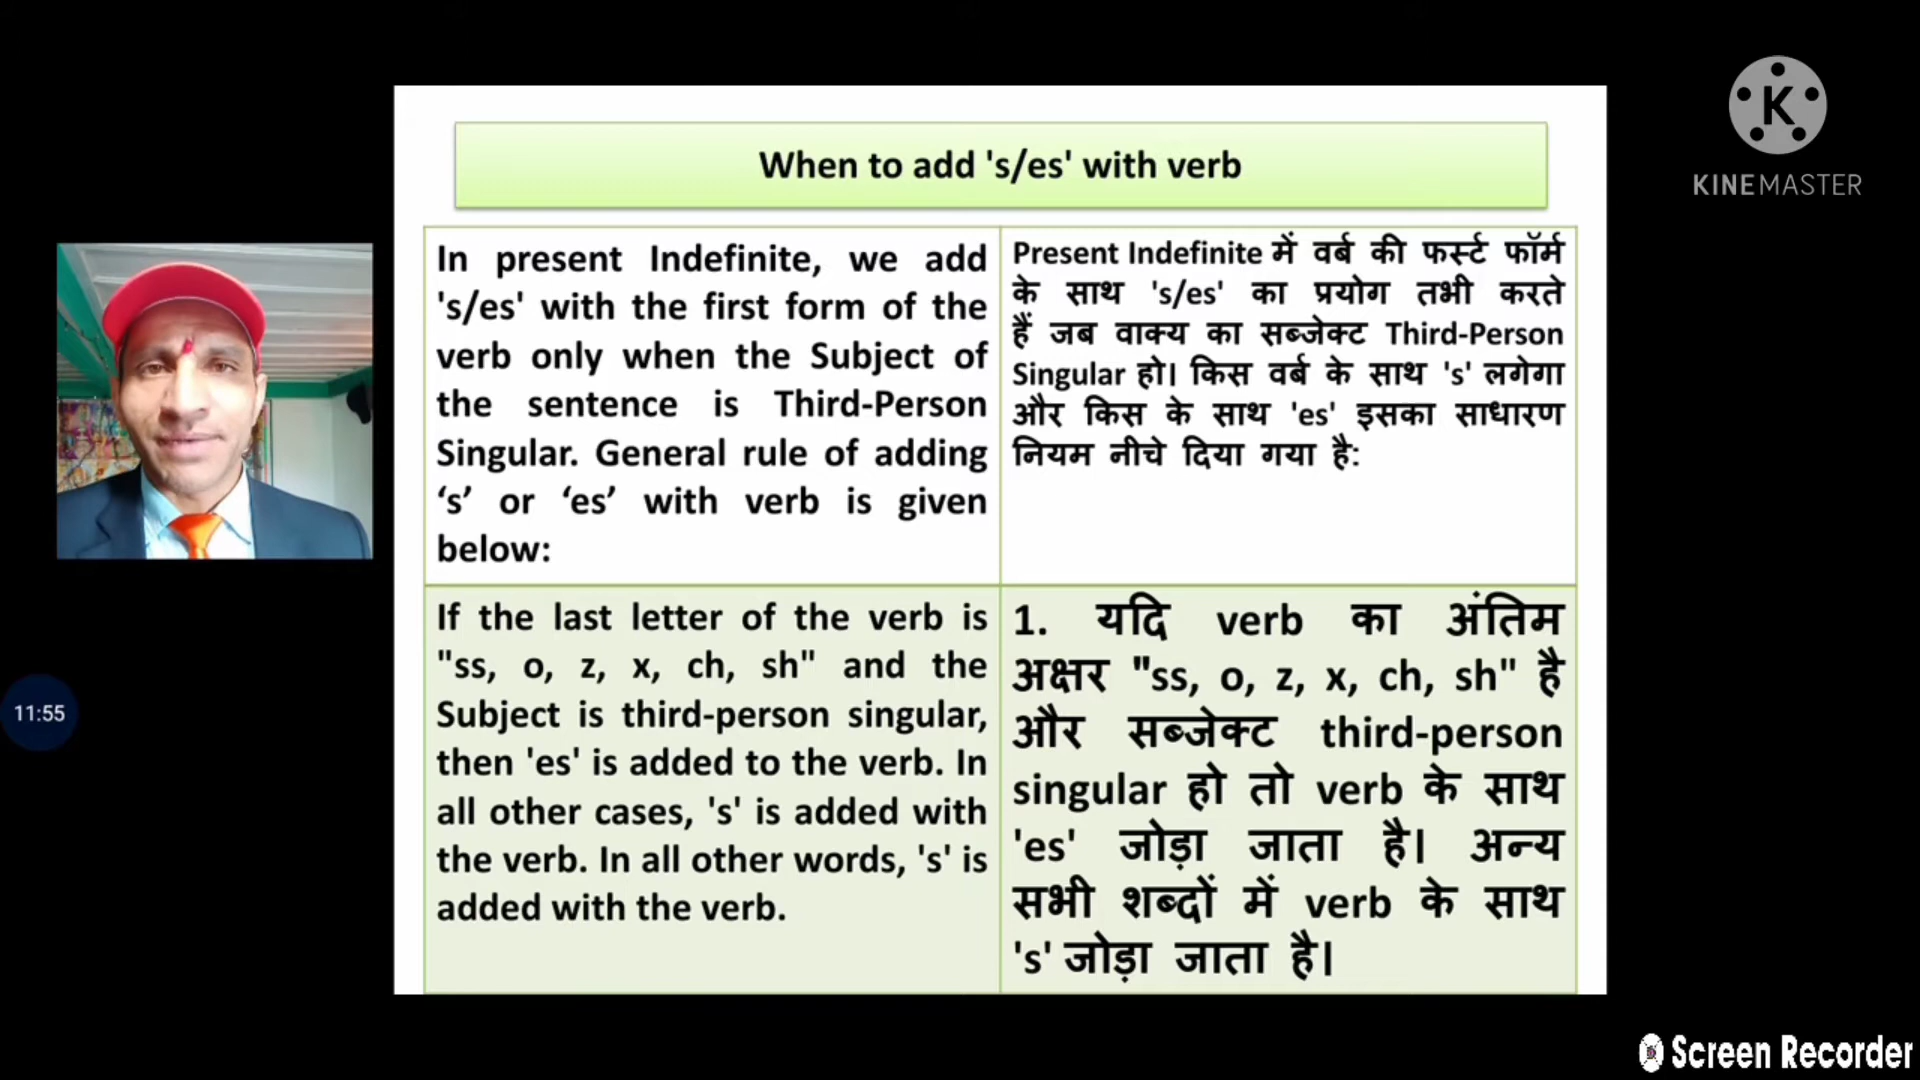 When to add 's/es' with verb
In present Indefinite, we add
's/es' with the first form of the
verb only when the Subject of
the sentence is Third-Person
Singular. General rule of adding
‘s’ or ‘es’ with verb is given
below:
Present Indefinite में वर्ब की फर्स्ट फॉर्म
के साथ 's/es' का प्रयोग तभी करते
हैं जब वाक्य का सब्जेक्ट Third-Person
Singular हो। किस वर्ब के साथ 's' लगेगा
और किस के साथ 'es' इसका साधारण
नियम नीचे दिया गया है:
If the last letter of the verb is
"ss, o, z, x, ch, sh" and the
Subject is third-person singular,
then 'es' is added to the verb. In
all other cases, 's' is added with
the verb. In all other words, 's' is
added with the verb.
1. यदि verb का अंतिम
अक्षर "ss, o, z, x, ch, sh" है
और सब्जेक्ट third-person
singular हो तो verb के साथ
'es' जोड़ा जाता है। अन्य
सभी शब्दों में verb के साथ
's' जोड़ा जाता है।
K
KINEMASTER
11:55
Screen Recorder